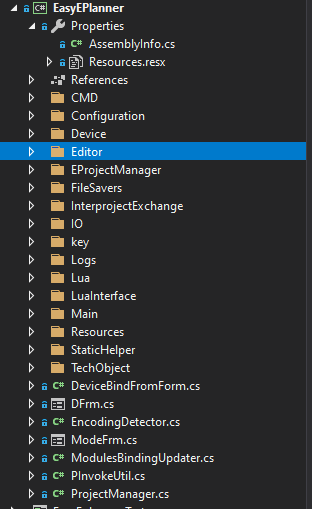 EasyEPlanner
Properties
C# AssemblyInfo.cs
Resources.resx
References
CMD
Configuration
Device
Editor
EProjectManager
FileSavers
InterprojectExchange
IO
key
Logs
Lua
LuaInterface
Main
Resources
StaticHelper
TechObject
C# DeviceBindFromForm.cs
DFrm.cs
C# EncodingDetector.cs
ModeFrm.cs
C# ModulesBindingUpdater.cs
C# PInvokeUtil.cs
C# ProjectManager.cs